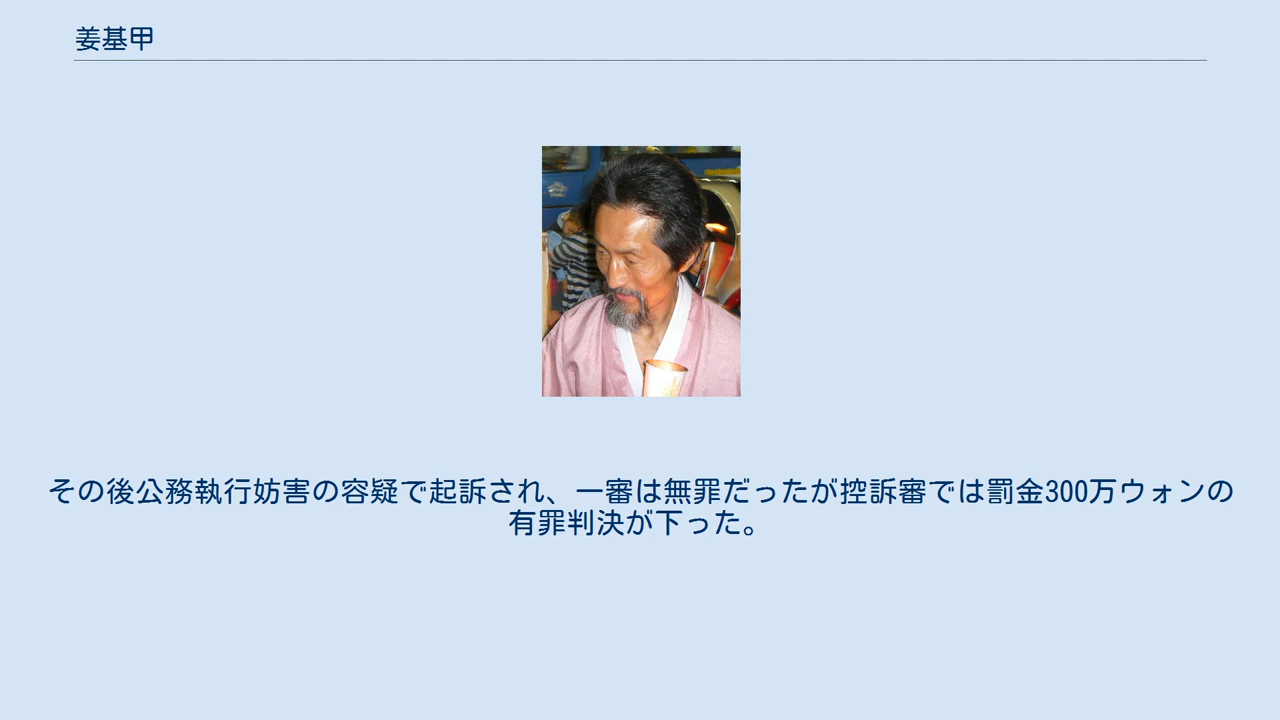 姜基甲
その後公務執行妨害の容疑で起訴され、一審は無罪だったが控訴審では罰金300万ウォンの
有罪判決が下った。